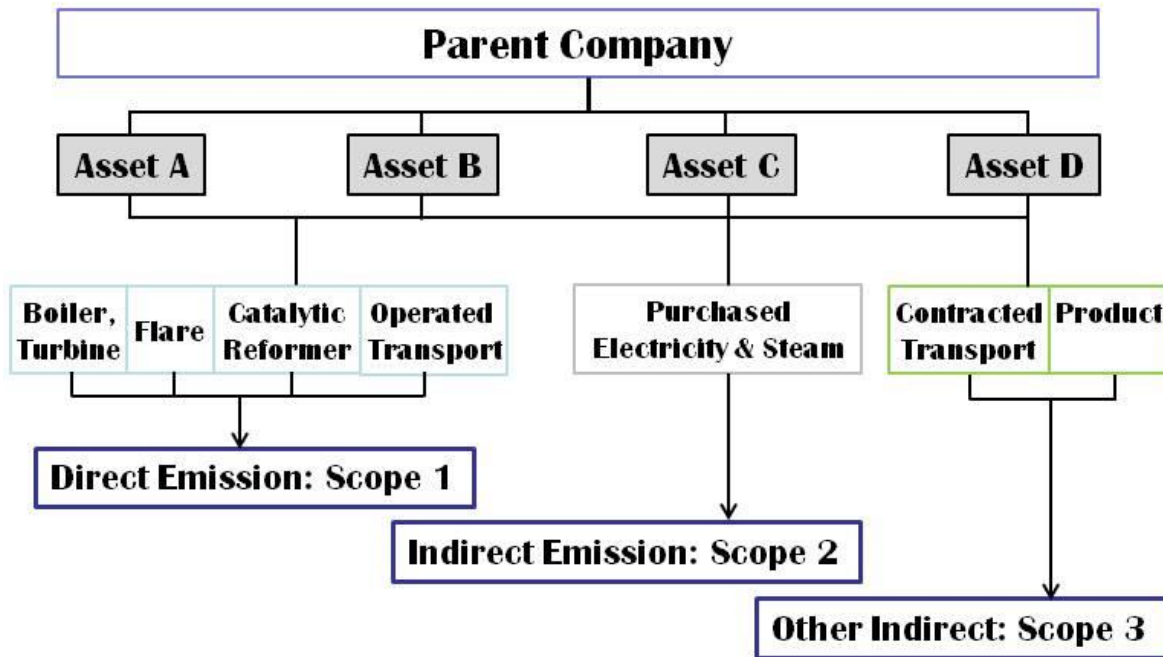 Parent Company
Asset A
Asset B
Asset C
Asset D
Boiler,
Turbine
Flare
Catalytic
Reformer
Operated
Transport
Purchased
Electricity & Steam
Contracted
Transport
Product
Direct Emission: Scope 1
Indirect Emission: Scope 2
Other Indirect: Scope 3